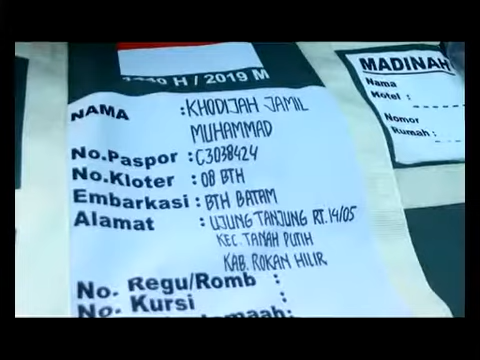 1440 H / 2019 M
NAMA : KHODIJAH JAMIL
MUHAMMAD
No.Paspor : C3038424
No.Kloter : 08 BTH
Embarkasi : BTH BATAM
Alamat : UJUNG TANJUNG RT. 14/05
KEC. TANAH PUTIH
KAB. ROKAN HILIR
No. Regu/Romb :
No. Kursi :
MADINAH
Nama
Hotel :
Nomor
Rumah :